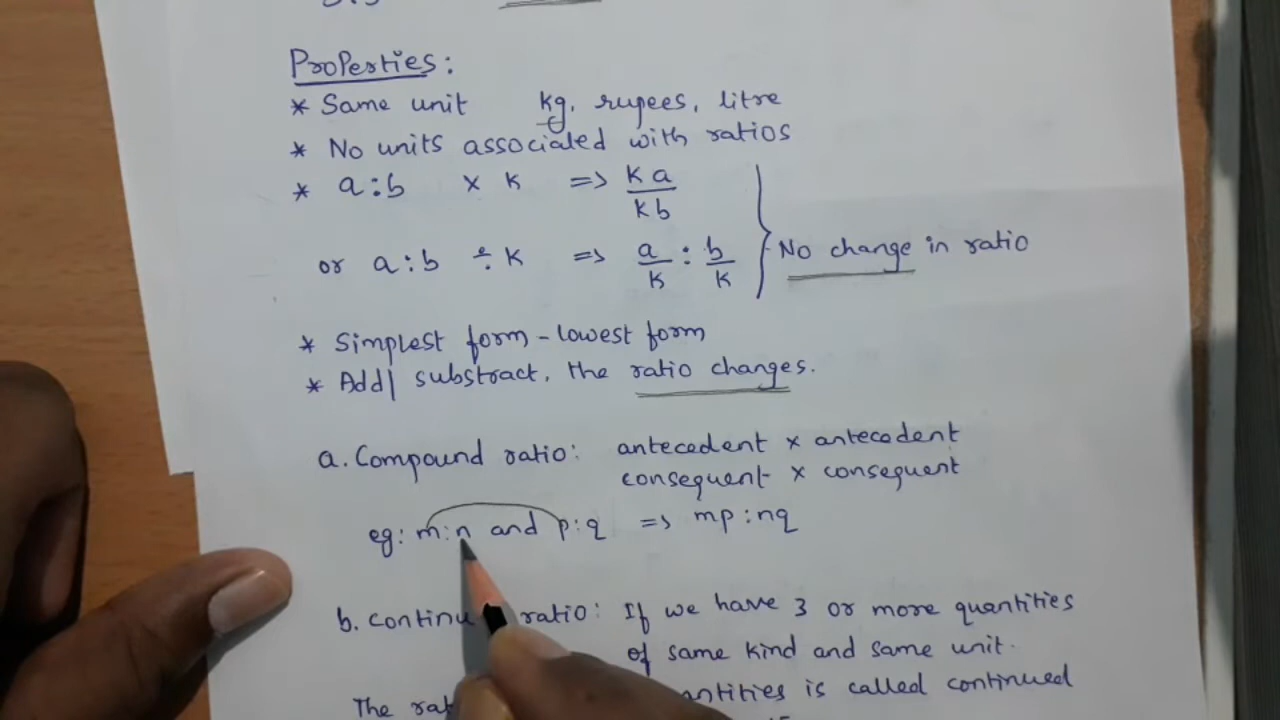 Properties:
* Same unit kg, rupees, litre
* No units associated with ratios
* a:b x k => ka/kb
or a:b ÷ k => a/k : b/k } No change in ratio
* Simplest form - lowest form
* Add/ substract, the ratio changes.
a. Compound ratio: antecedent x antecedent
consequent x consequent
eg: m:n and p:q => mp:nq
b. continu ratio: If we have 3 or more quantities
of same kind and same unit.
The is called continued